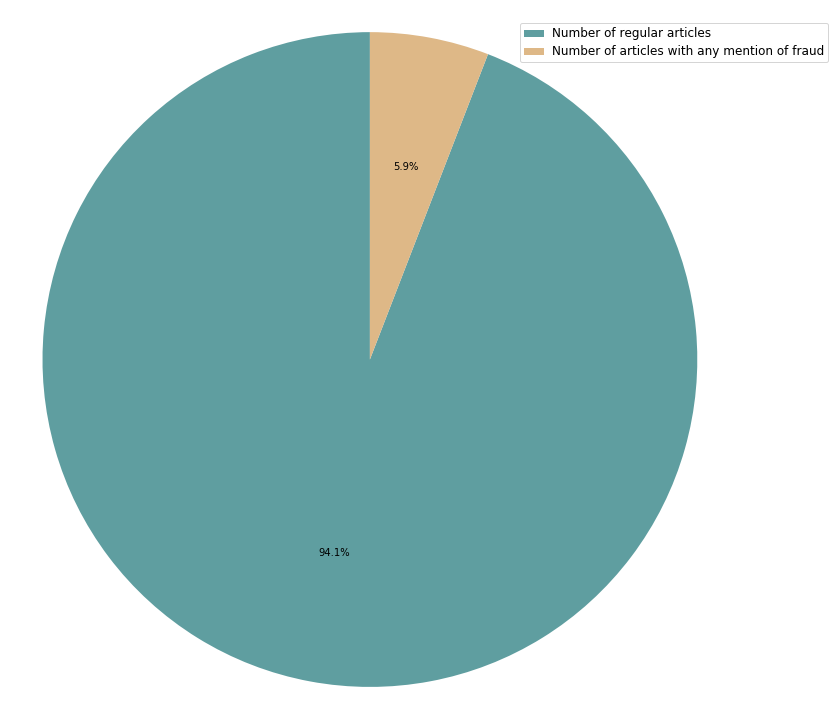 Number of regular articles
Number of articles with any mention of fraud
5.9%
94.1%